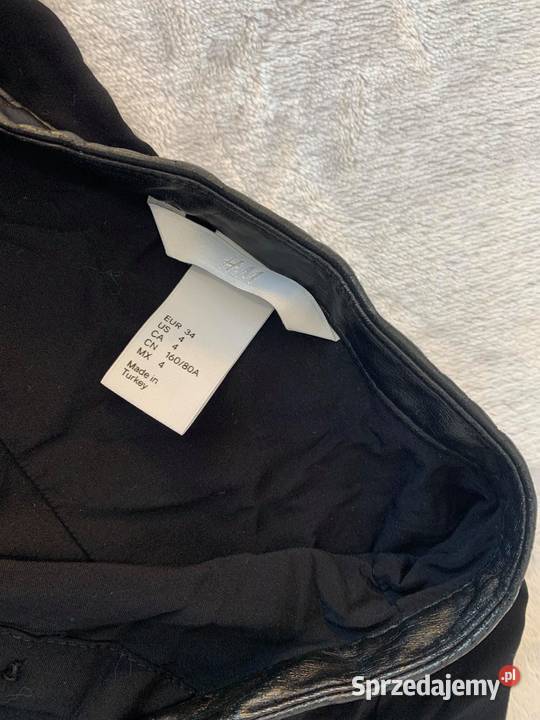 H&M
EUR 34
US 4
CA 4
CN 160/80A
MX 4
Made in
Turkey
Sprzedajemy.pl